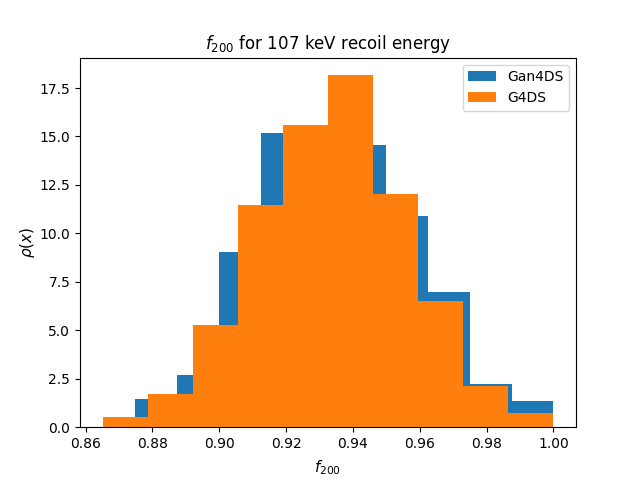 f₂₀₀ for 107 keV recoil energy
Gan4DS
G4DS
17.5
15.0
12.5
10.0
7.5
5.0
2.5
0.0
ρ(x)
0.86 0.88 0.90 0.92 0.94 0.96 0.98 1.00
f₂₀₀